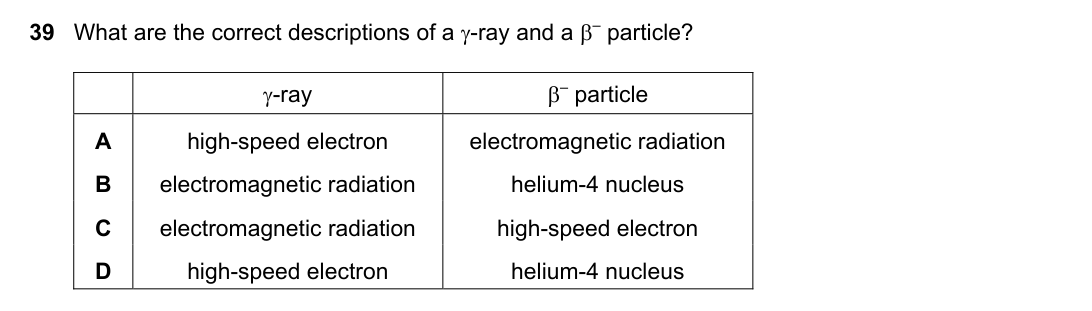 39 What are the correct descriptions of a γ-ray and a β⁻ particle?
γ-ray β⁻ particle
A high-speed electron electromagnetic radiation
B electromagnetic radiation helium-4 nucleus
C electromagnetic radiation high-speed electron
D high-speed electron helium-4 nucleus